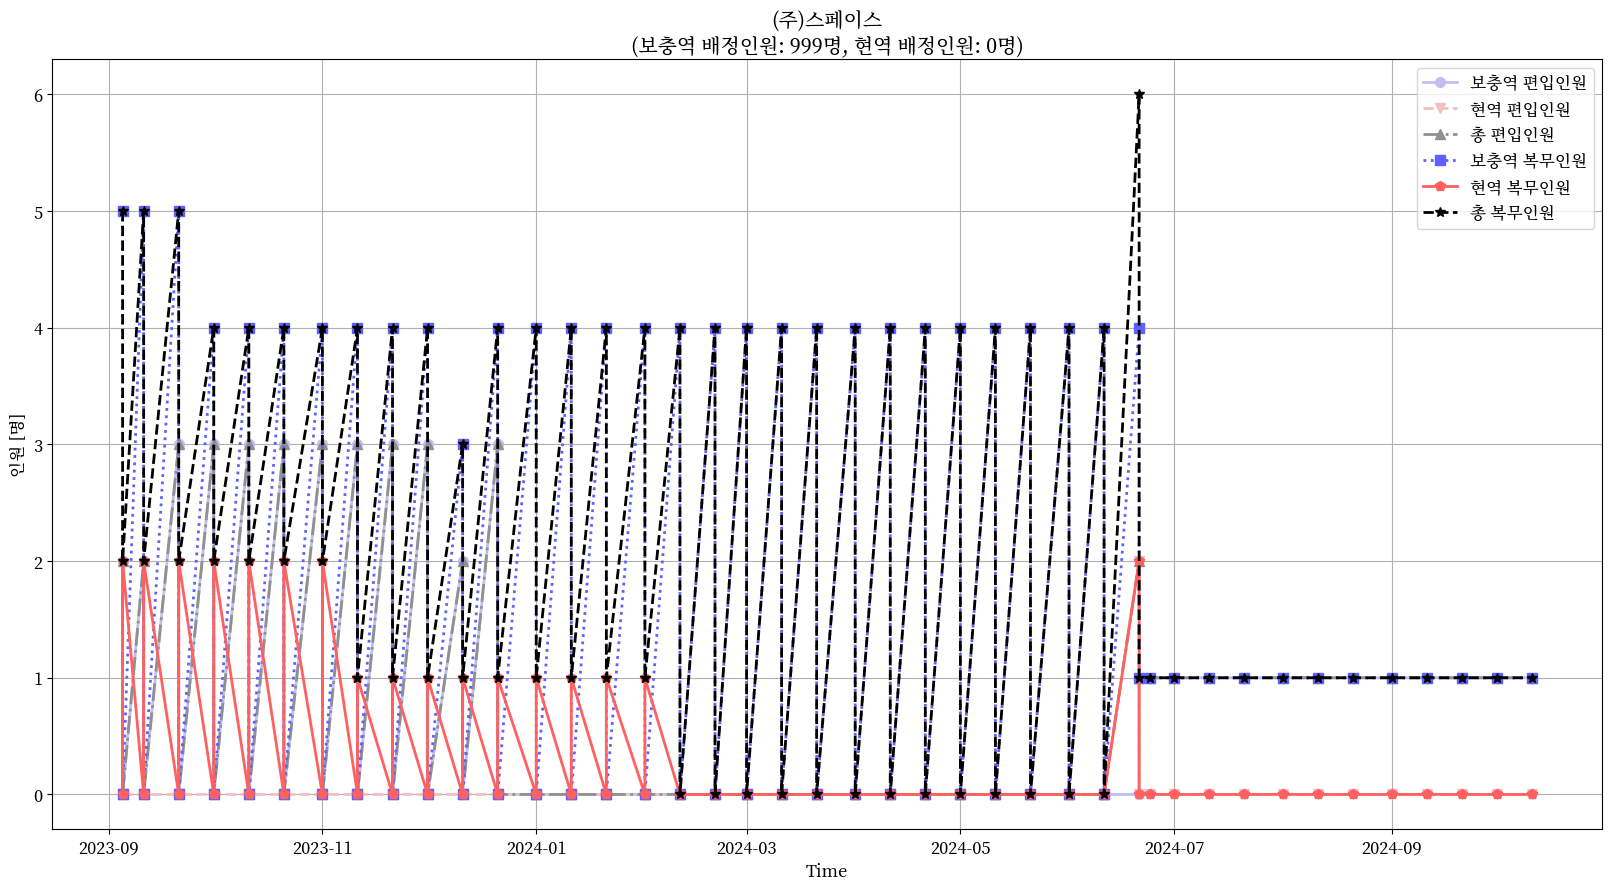 (주)스페이스
(보충역 배정인원: 999명, 현역 배정인원: 0명)
인원 [명]
6
5
4
3
2
1
0
보충역 편입인원
현역 편입인원
총 편입인원
보충역 복무인원
현역 복무인원
총 복무인원
2023-09
2023-11
2024-01
2024-03
2024-05
2024-07
2024-09
Time